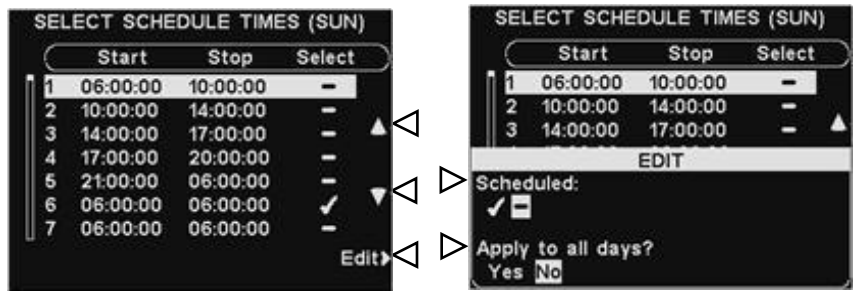 SELECT SCHEDULE TIMES (SUN)
Start Stop Select
1 06:00:00 10:00:00 –
2 10:00:00 14:00:00 –
3 14:00:00 17:00:00 –
4 17:00:00 20:00:00 –
5 21:00:00 06:00:00 –
6 06:00:00 06:00:00 ✓
7 06:00:00 06:00:00 –
Edit
SELECT SCHEDULE TIMES (SUN)
Start Stop Select
1 06:00:00 10:00:00 –
2 10:00:00 14:00:00 –
3 14:00:00 17:00:00 –
EDIT
Scheduled:
✓ –
Apply to all days?
Yes No